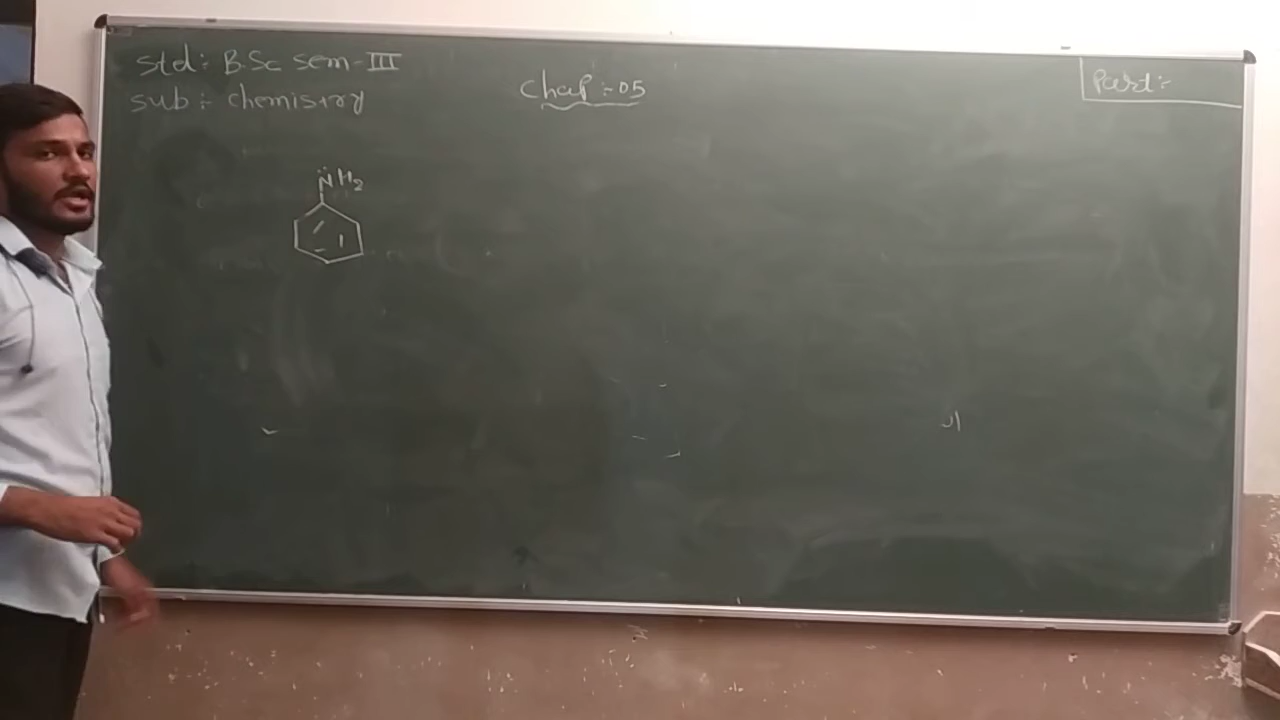 Std:- B.Sc sem-III
Sub:- chemistry
Chap:-05
Part:-
NH2